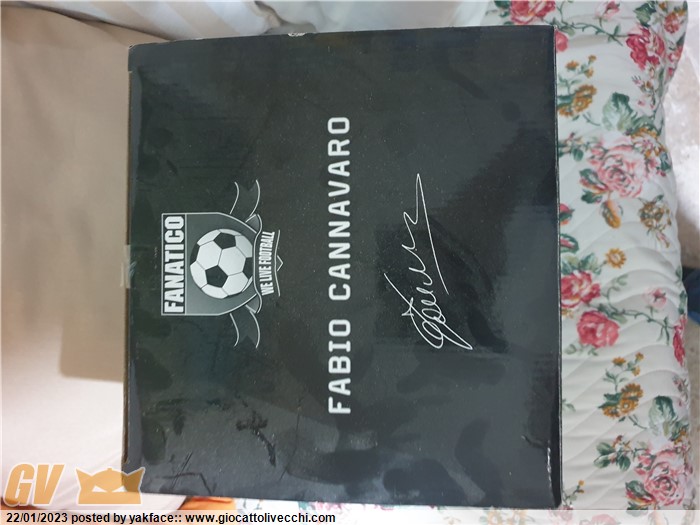 FANATICO
WE LIVE FOOTBALL
FABIO CANNAVARO
GV
22/01/2023 posted by yakface:: www.giocattolivecchi.com